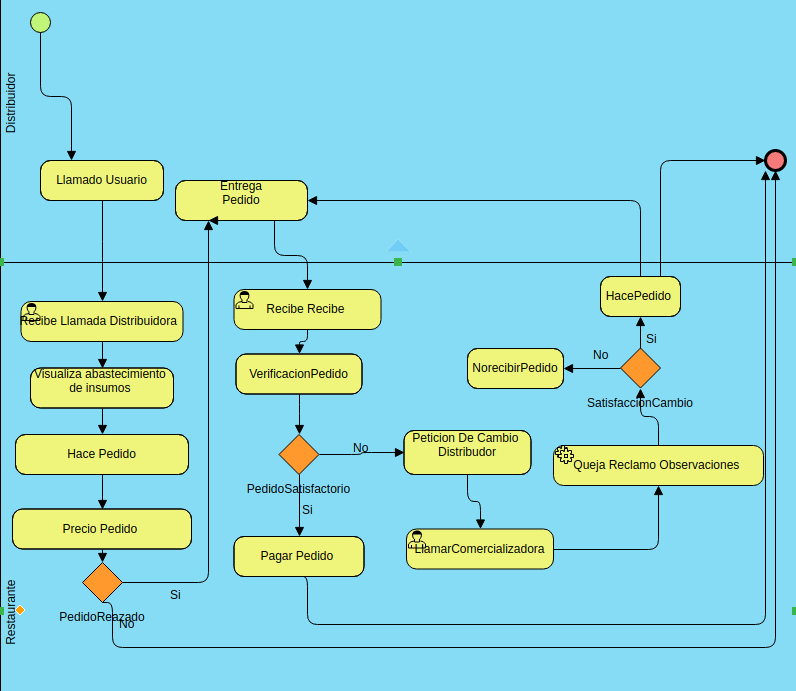 Distribuidor
Llamado Usuario
Entrega
Pedido
Restaurante
Recibe Llamada Distribuidora
Visualiza abastecimiento
de insumos
Hace Pedido
Precio Pedido
PedidoReazado
Si
No
Recibe Recibe
VerificacionPedido
PedidoSatisfactorio
No
Si
Pagar Pedido
Peticion De Cambio
Distribudor
LlamarComercializadora
Queja Reclamo Observaciones
SatisfaccionCambio
No
Si
NorecibirPedido
HacePedido